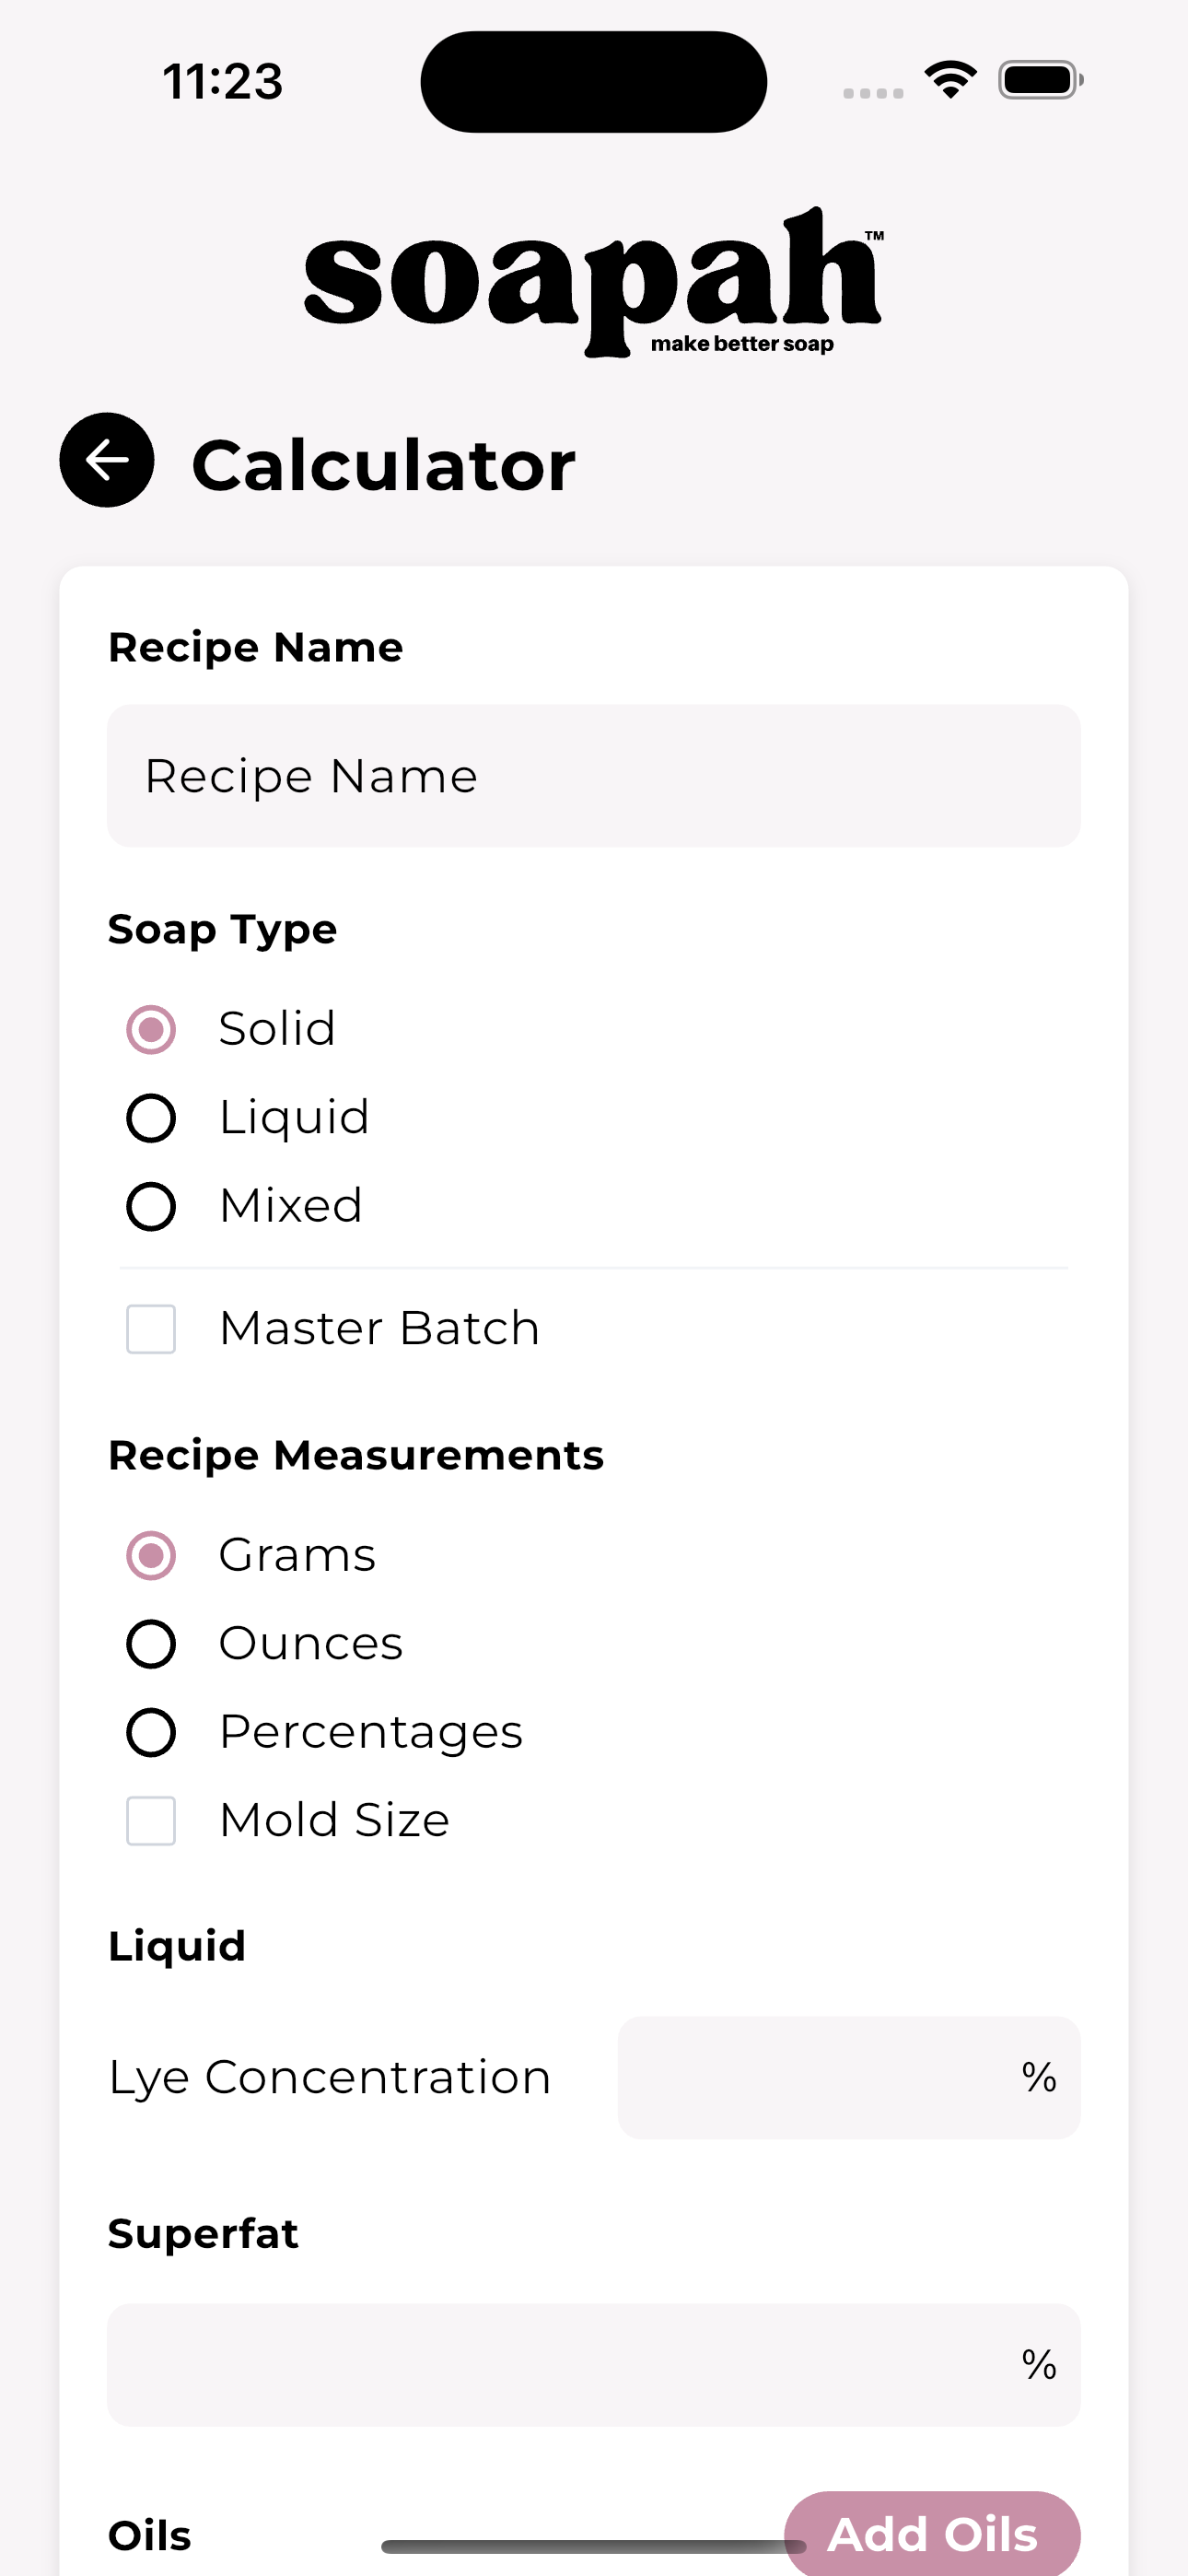 11:23
soapah™
make better soap
Calculator
Recipe Name
Recipe Name
Soap Type
Solid
Liquid
Mixed
Master Batch
Recipe Measurements
Grams
Ounces
Percentages
Mold Size
Liquid
Lye Concentration %
Superfat
%
Oils Add Oils